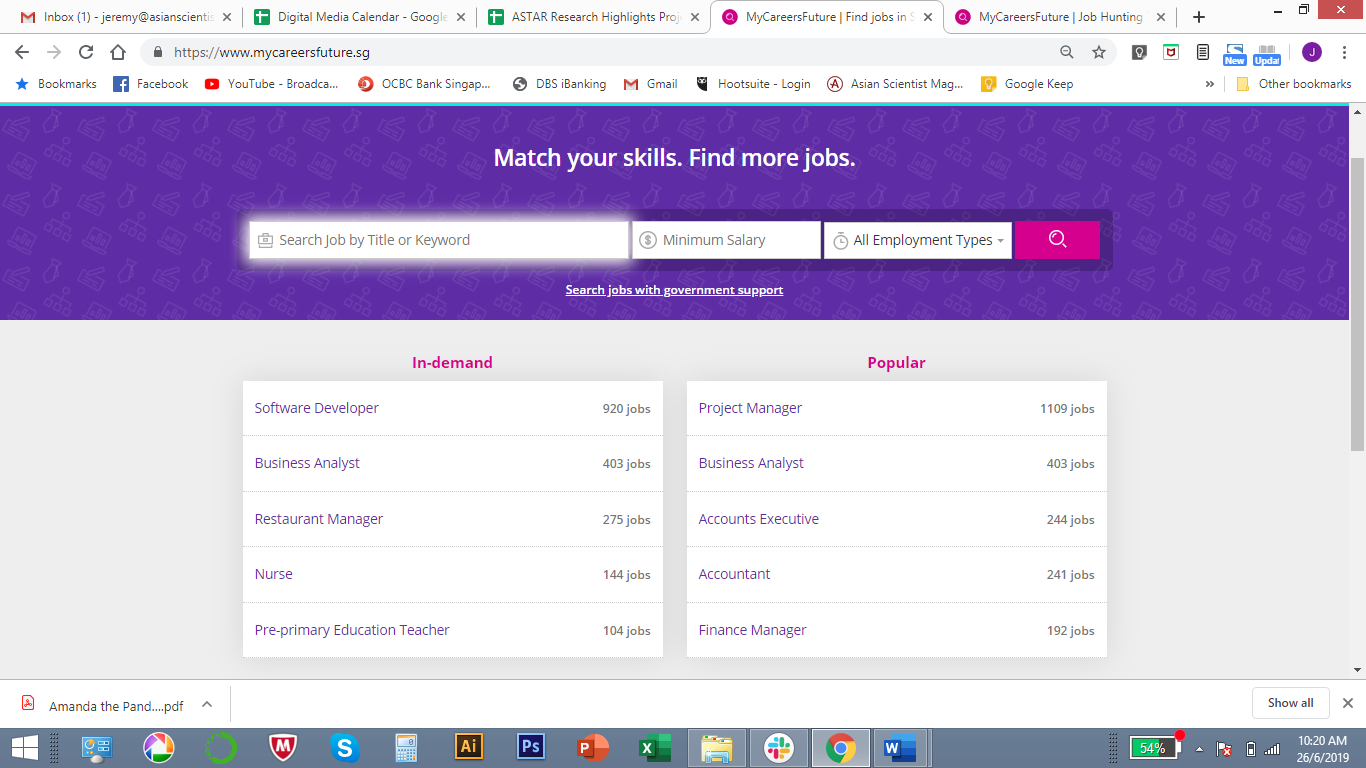 Inbox (1) - jeremy@asianscienti
Digital Media Calendar - Google
ASTAR Research Highlights Proj
MyCareersFuture | Find jobs in S
MyCareersFuture | Job Hunting
https://www.mycareersfuture.sg
New
Updat
J
Bookmarks
Facebook
YouTube - Broadca...
OCBC Bank Singap...
DBS iBanking
Gmail
Hootsuite - Login
Asian Scientist Mag...
Google Keep
»
Other bookmarks
Match your skills. Find more jobs.
Search Job by Title or Keyword
Minimum Salary
All Employment Types
Search jobs with government support
In-demand
Software Developer 920 jobs
Business Analyst 403 jobs
Restaurant Manager 275 jobs
Nurse 144 jobs
Pre-primary Education Teacher 104 jobs
Popular
Project Manager 1109 jobs
Business Analyst 403 jobs
Accounts Executive 244 jobs
Accountant 241 jobs
Finance Manager 192 jobs
Amanda the Pand....pdf
Show all
Ai
Ps
54%
10:20 AM
26/6/2019